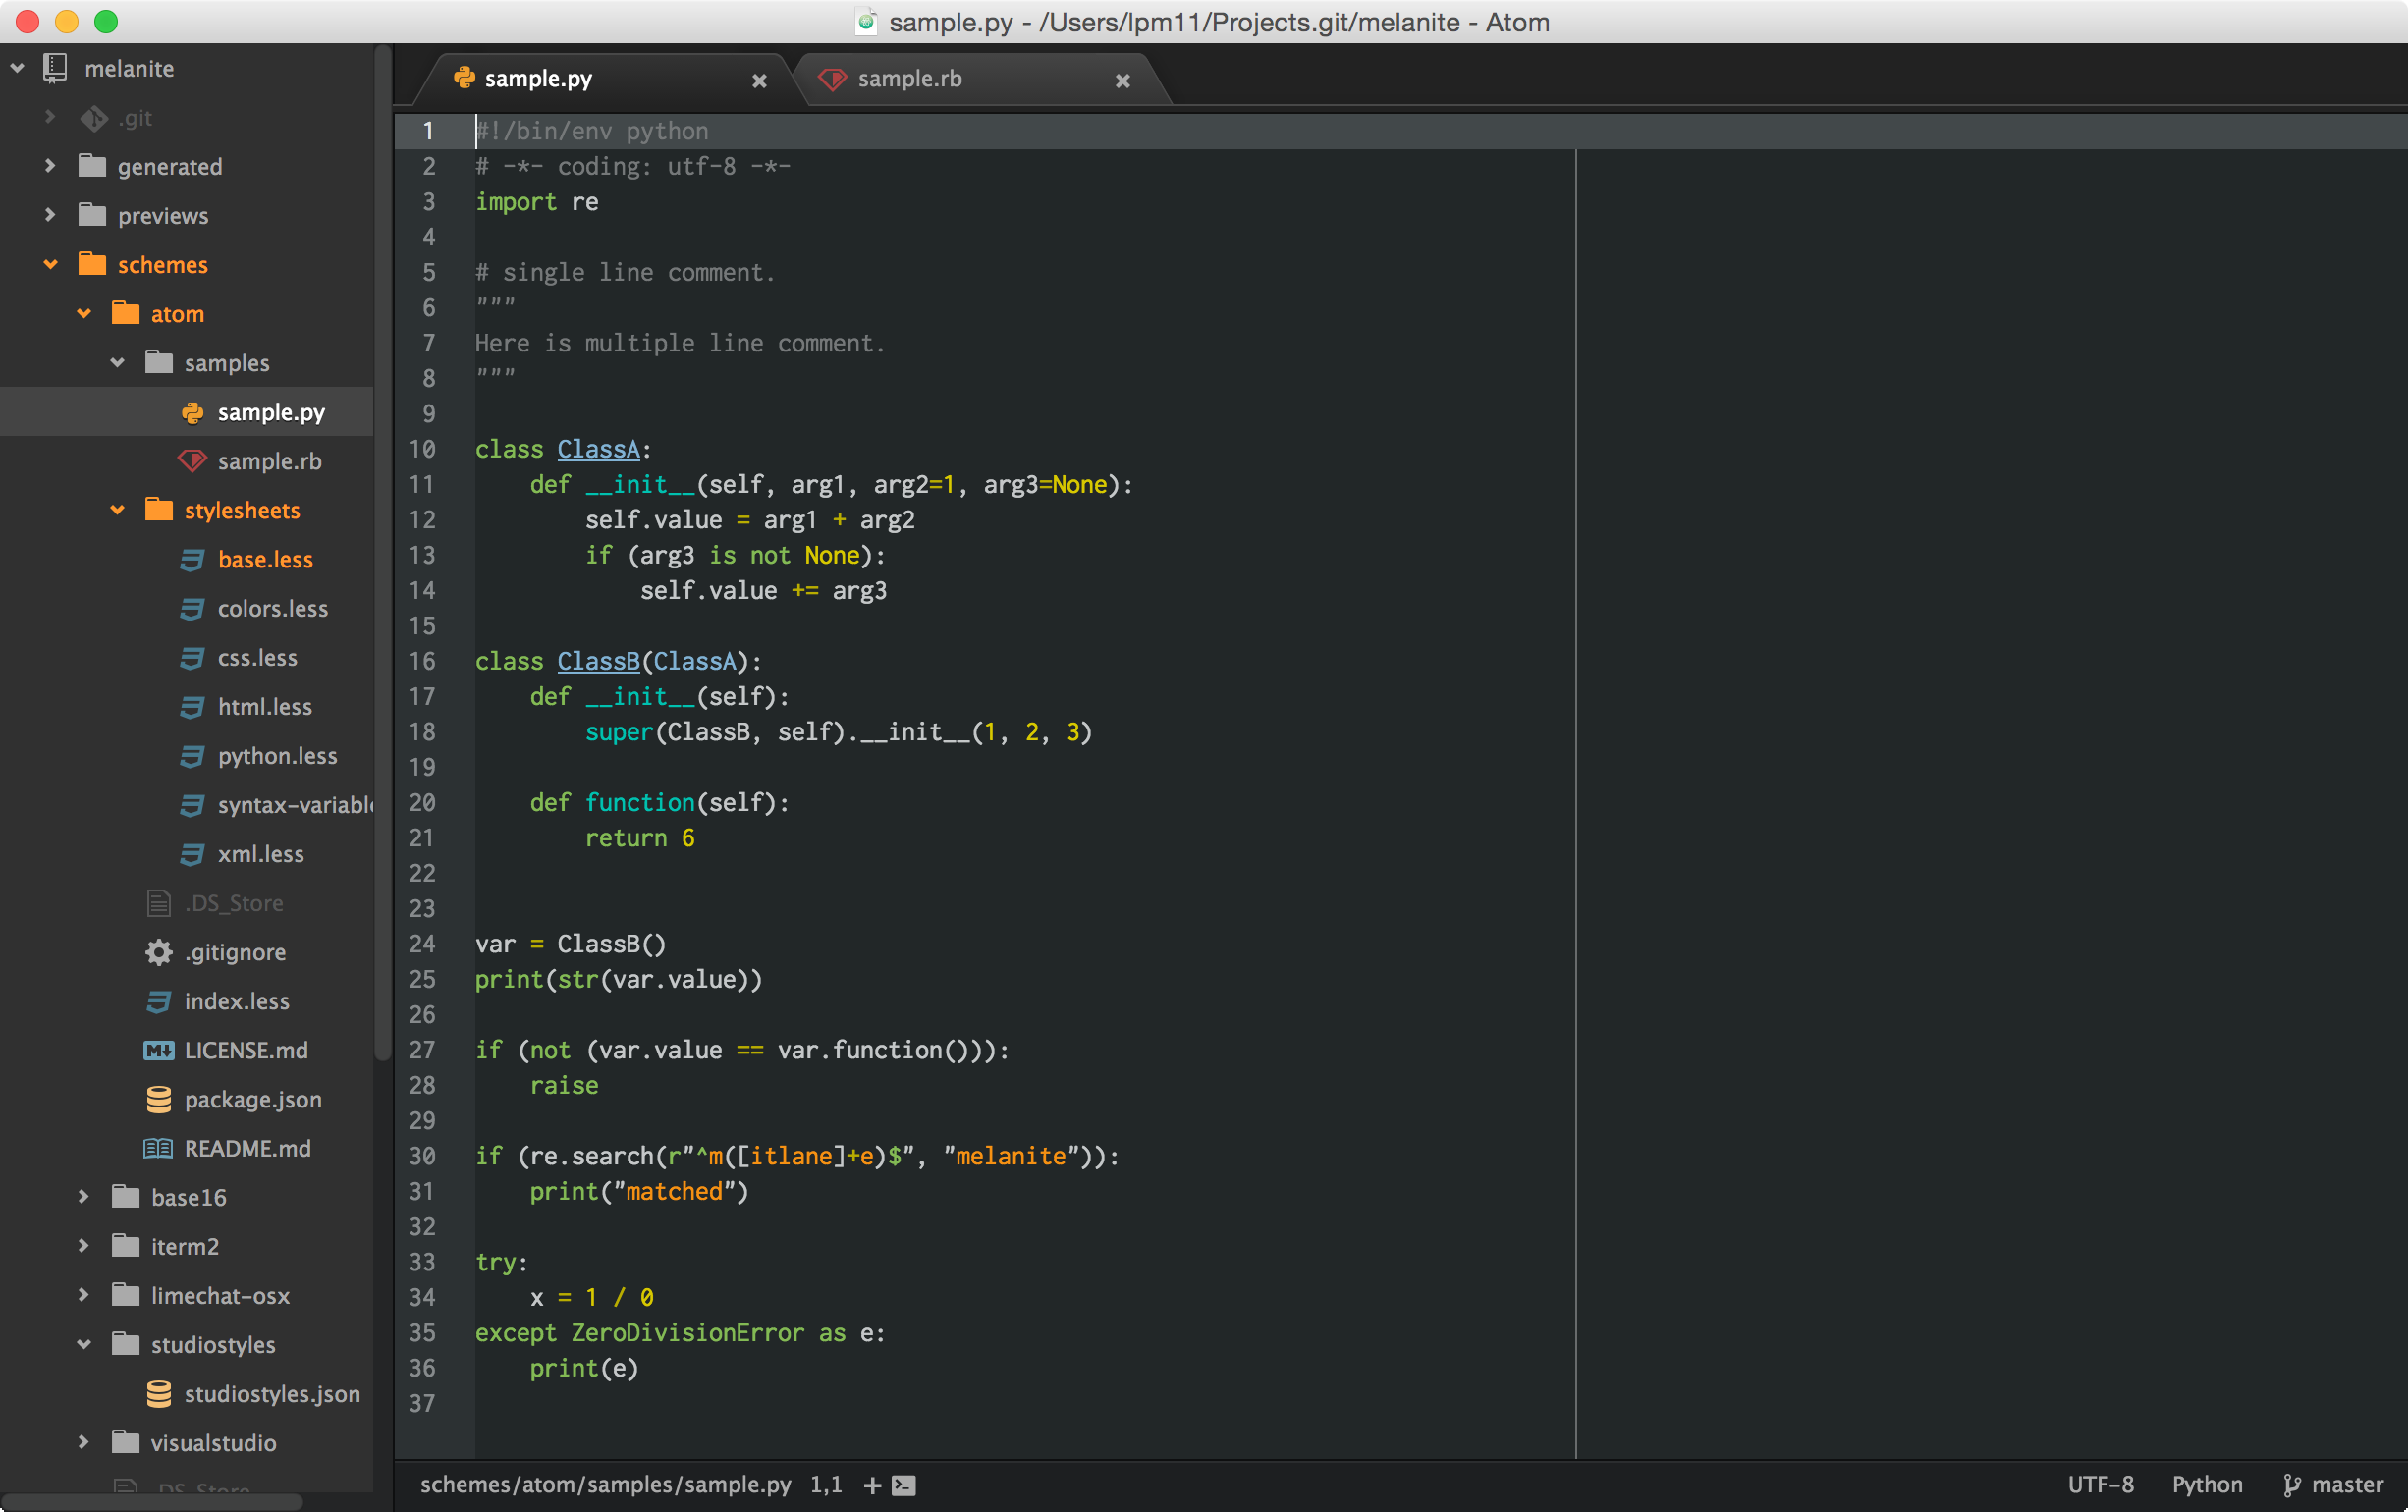 sample.py - /Users/lpm11/Projects.git/melanite - Atom
melanite
.git
generated
previews
schemes
atom
samples
sample.py
sample.rb
stylesheets
base.less
colors.less
css.less
html.less
python.less
syntax-variabl
xml.less
.DS_Store
.gitignore
index.less
LICENSE.md
package.json
README.md
base16
iterm2
limechat-osx
studiostyles
studiostyles.json
visualstudio
.DS_Store
sample.py
sample.rb
1 #!/bin/env python
2 # -*- coding: utf-8 -*-
3 import re
4
5 # single line comment.
6 """
7 Here is multiple line comment.
8 """
9
10 class ClassA:
11     def __init__(self, arg1, arg2=1, arg3=None):
12         self.value = arg1 + arg2
13         if (arg3 is not None):
14             self.value += arg3
15
16 class ClassB(ClassA):
17     def __init__(self):
18         super(ClassB, self).__init__(1, 2, 3)
19
20     def function(self):
21         return 6
22
23
24 var = ClassB()
25 print(str(var.value))
26
27 if (not (var.value == var.function())):
28     raise
29
30 if (re.search(r"^m([itlane]+e)$", "melanite")):
31     print("matched")
32
33 try:
34     x = 1 / 0
35 except ZeroDivisionError as e:
36     print(e)
37
schemes/atom/samples/sample.py 1,1 +
UTF-8 Python master